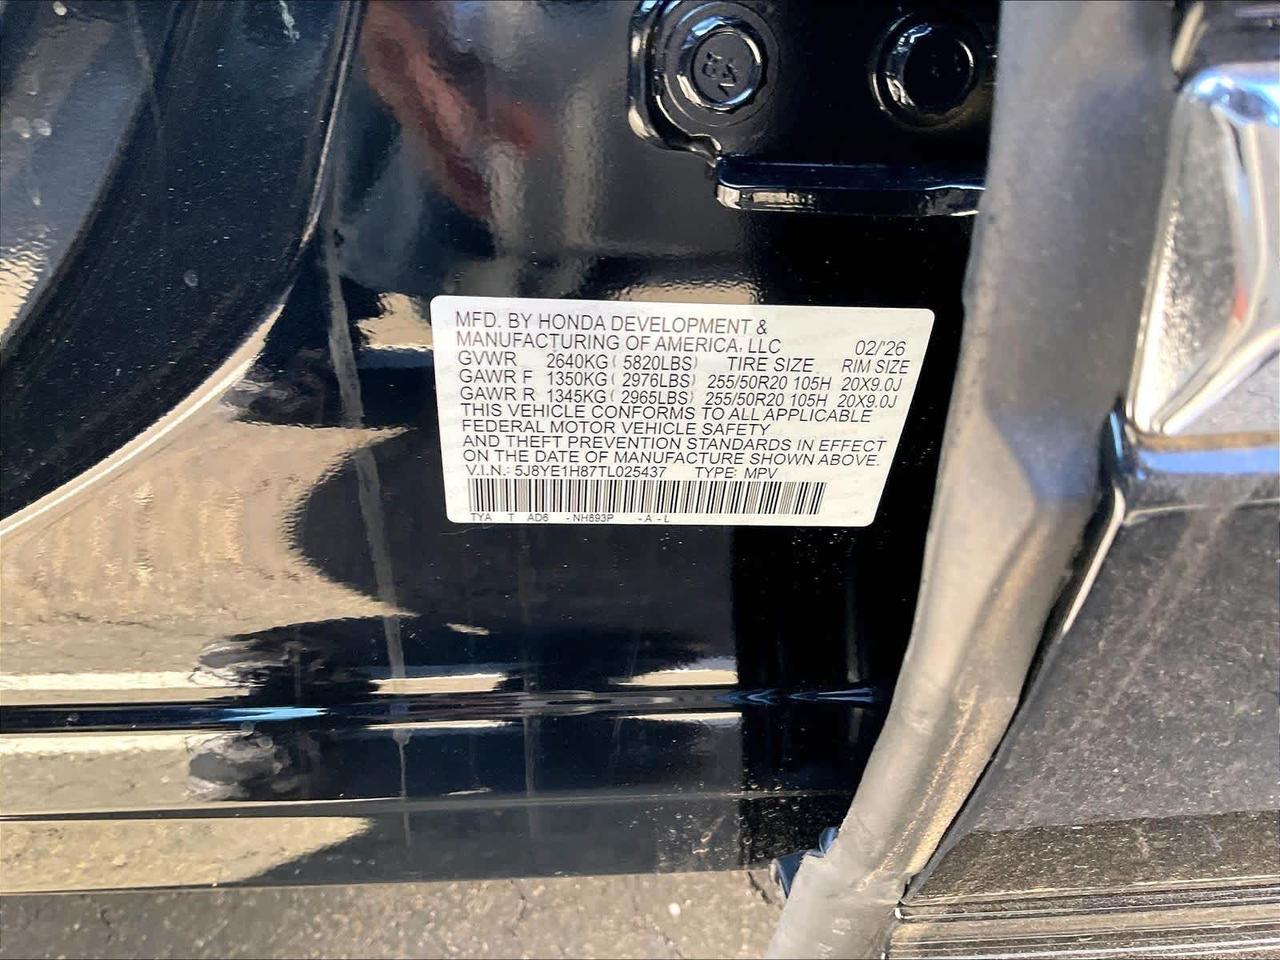 MFD. BY HONDA DEVELOPMENT &
MANUFACTURING OF AMERICA, LLC 02/'26
GVWR 2640KG ( 5820LBS) TIRE SIZE RIM SIZE
GAWR F 1350KG ( 2976LBS) 255/50R20 105H 20X9.0J
GAWR R 1345KG ( 2965LBS) 255/50R20 105H 20X9.0J
THIS VEHICLE CONFORMS TO ALL APPLICABLE
FEDERAL MOTOR VEHICLE SAFETY
AND THEFT PREVENTION STANDARDS IN EFFECT
ON THE DATE OF MANUFACTURE SHOWN ABOVE.
V.I.N.: 5J8YE1H87TL025437 TYPE: MPV
TYA T AD6 -NH893P -A-L